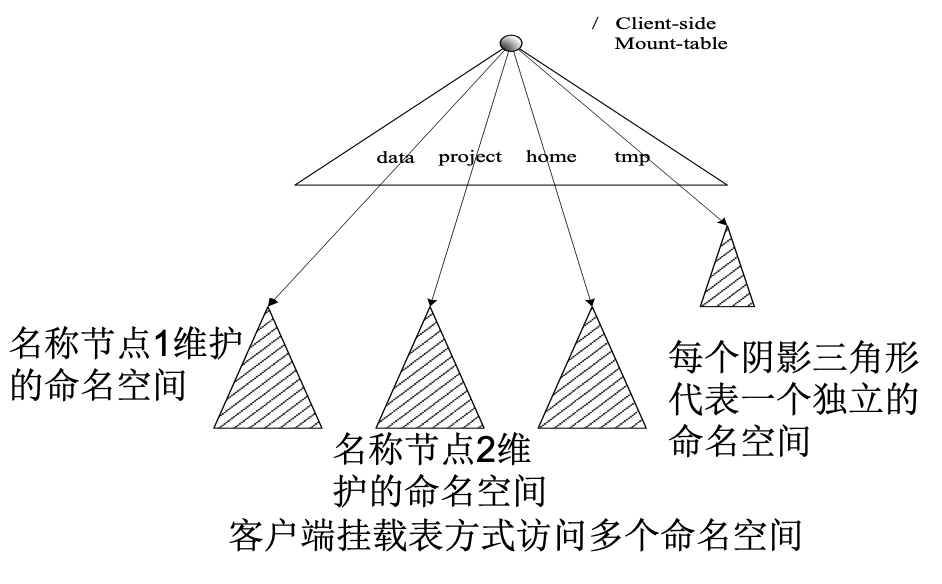 / Client-side
Mount-table
data project home tmp
名称节点1维护
的命名空间
每个阴影三角形
代表一个独立的
命名空间
名称节点2维
护的命名空间
客户端挂载表方式访问多个命名空间